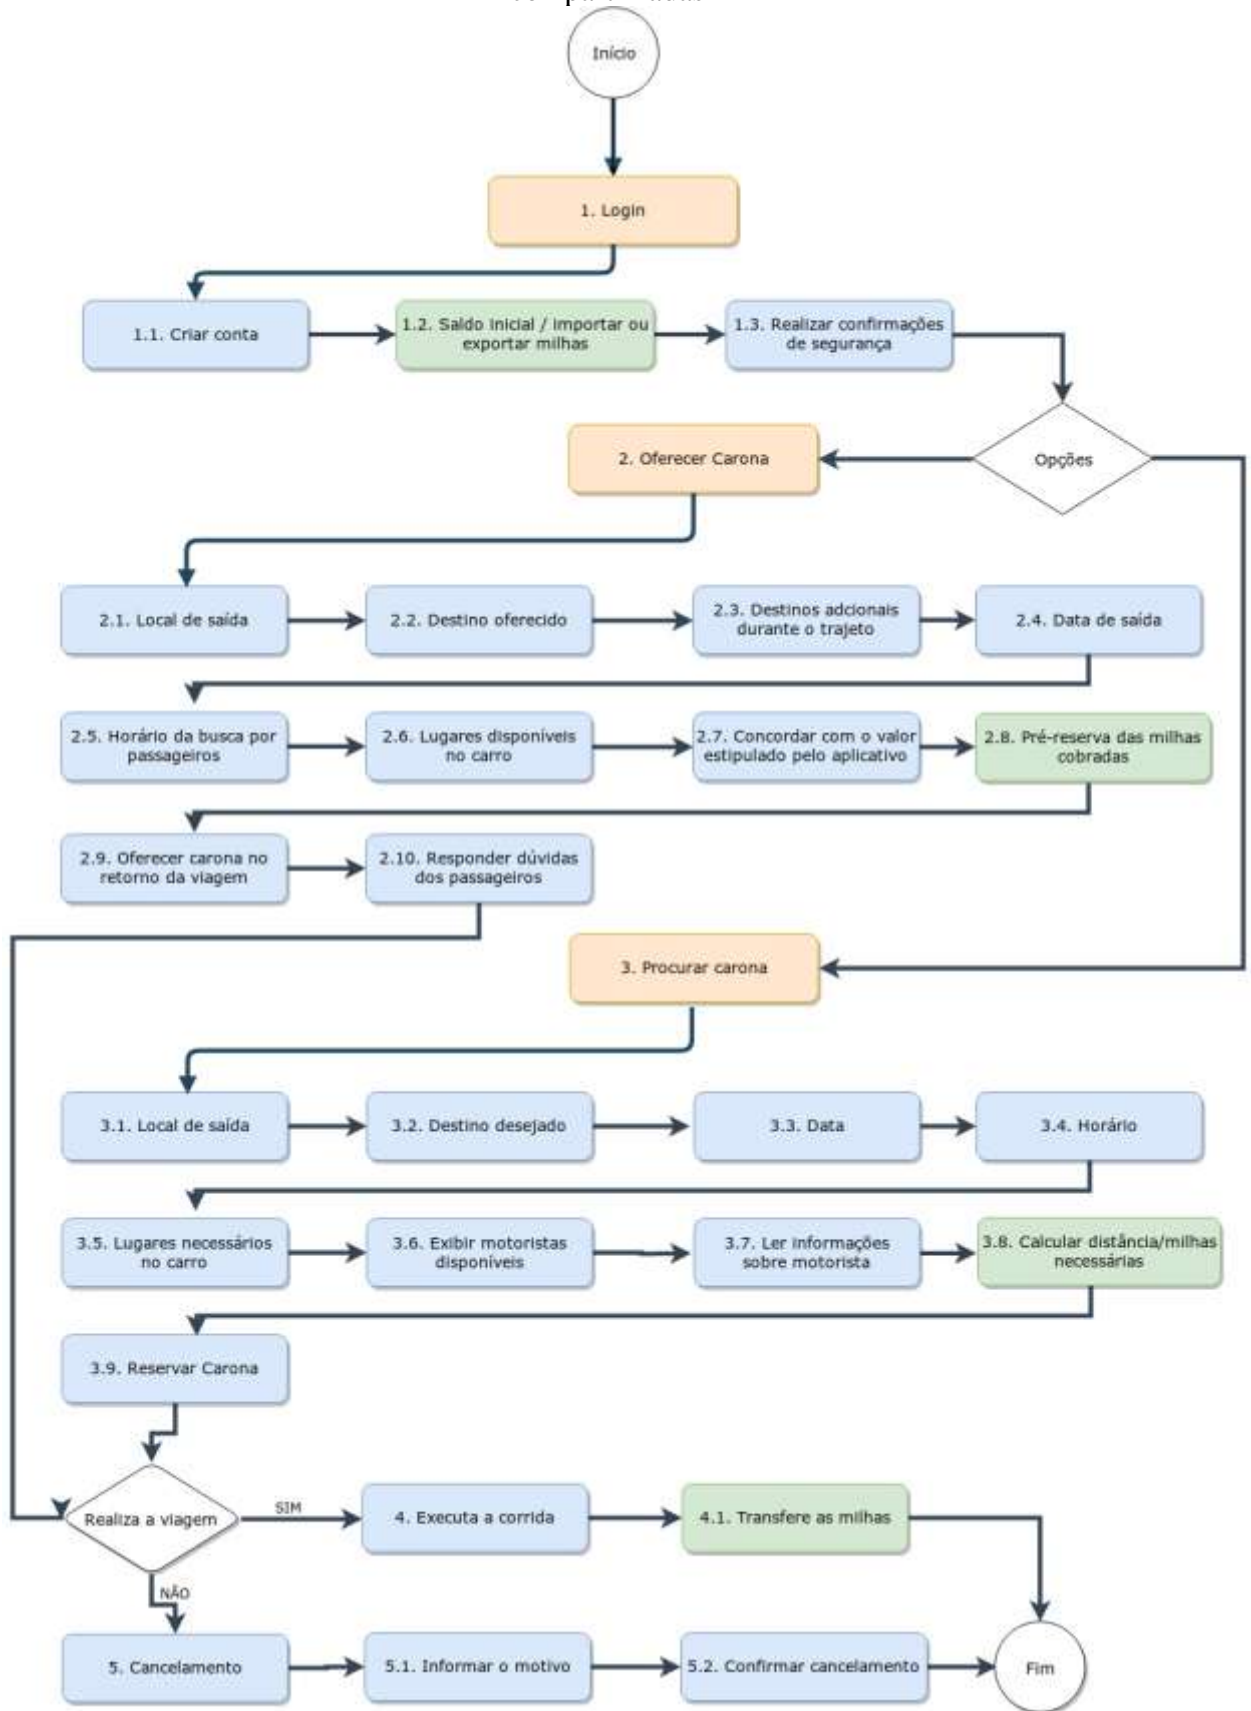 Início
1. Login
1.1. Criar conta
1.2. Saldo inicial / importar ou
exportar milhas
1.3. Realizar confirmações
de segurança
Opções
2. Oferecer Carona
2.1. Local de saída
2.2. Destino oferecido
2.3. Destinos adcionais
durante o trajeto
2.4. Data de saída
2.5. Horário da busca por
passageiros
2.6. Lugares disponíveis
no carro
2.7. Concordar com o valor
estipulado pelo aplicativo
2.8. Pré-reserva das milhas
cobradas
2.9. Oferecer carona no
retorno da viagem
2.10. Responder dúvidas
dos passageiros
3. Procurar carona
3.1. Local de saída
3.2. Destino desejado
3.3. Data
3.4. Horário
3.5. Lugares necessários
no carro
3.6. Exibir motoristas
disponíveis
3.7. Ler informações
sobre motorista
3.8. Calcular distância/milhas
necessárias
3.9. Reservar Carona
Realiza a viagem
SIM
4. Executa a corrida
4.1. Transfere as milhas
NÃO
5. Cancelamento
5.1. Informar o motivo
5.2. Confirmar cancelamento
Fim